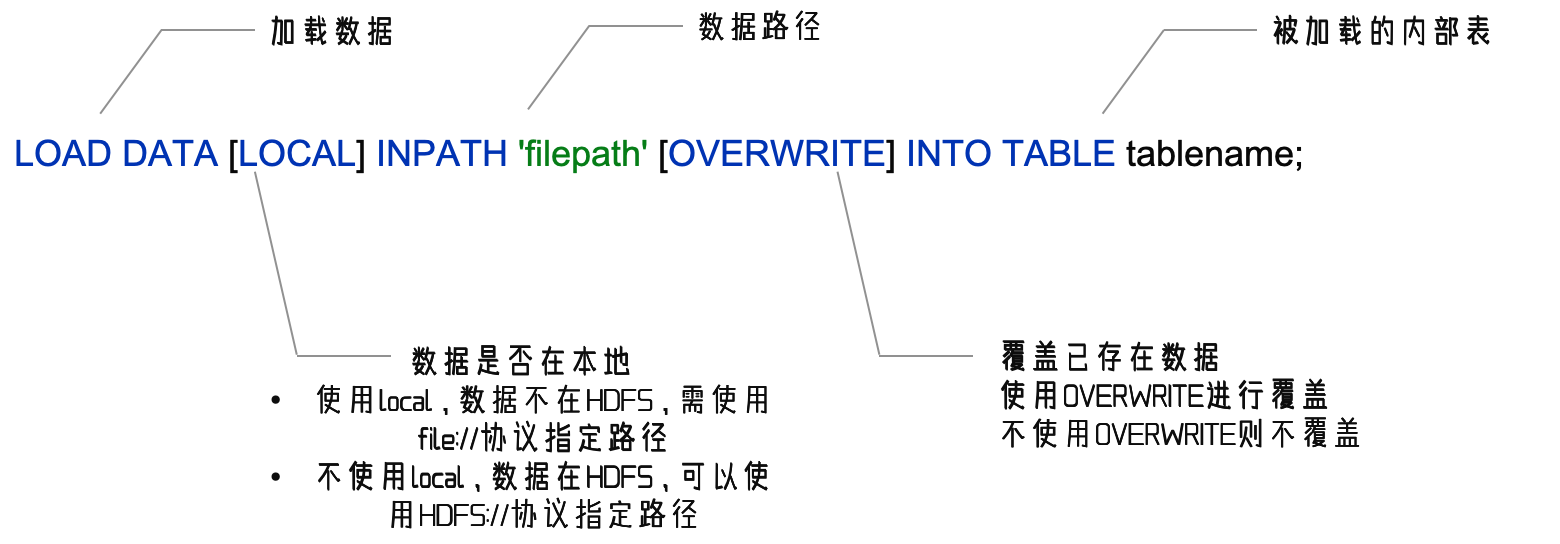 加载数据
数据路径
被加载的内部表
LOAD DATA [LOCAL] INPATH 'filepath' [OVERWRITE] INTO TABLE tablename;
数据是否在本地
• 使用local，数据不在HDFS，需使用
file://协议指定路径
• 不使用local，数据在HDFS，可以使
用HDFS://协议指定路径
覆盖已存在数据
使用OVERWRITE进行覆盖
不使用OVERWRITE则不覆盖